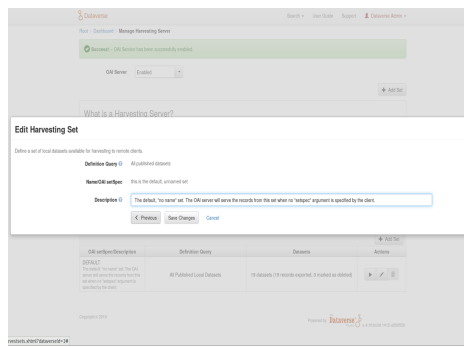 Dataverse
Search
User Guide
Support
Dataverse Admin
Root
Dashboard
Manage Harvesting Server
Success! – OAI Service has been successfully enabled.
OAI Server
Enabled
Add Set
What is a Harvesting Server?
Edit Harvesting Set
Define a set of local datasets available for harvesting to remote clients.
Definition Query
All published datasets
Name/OAI setSpec
this is the default, unnamed set
Description
The default, "no name" set. The OAI server will serve the records from this set when no "setspec" argument is specified by the client.
Previous
Save Changes
Cancel
Add Set
OAI setSpec/Description
Definition Query
Datasets
Actions
DEFAULT
The default, "no name" set. The OAI
server will serve the records from this
set when no "setspec" argument is
specified by the client.
All Published Local Datasets
Powered by
Dataverse